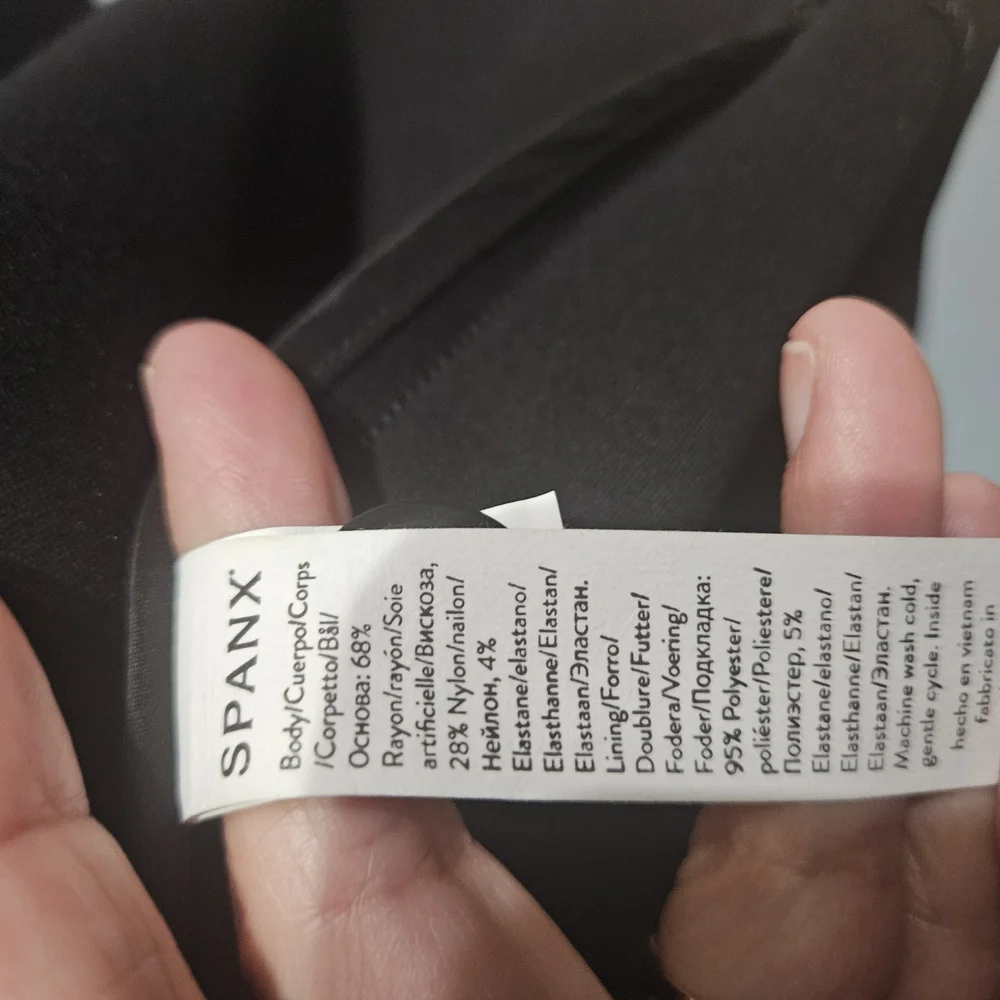 SPANX®
Body/Cuerpo/Corps
/Corpetto/Bål/
Основа: 68%
Rayon/rayón/Soie
artificielle/Вискоза,
28% Nylon/nailon/
Нейлон, 4%
Elastane/elastano/
Elasthanne/Elastan/
Elastaan/Эластан.
Lining/Forro/
Doublure/Futter/
Fodera/Voering/
Foder/Подкладка:
95% Polyester/
poliéster/Poliestere/
Полиэстер, 5%
Elastane/elastano/
Elasthanne/Elastan/
Elastaan/Эластан.
Machine wash cold,
gentle cycle. Inside
hecho en vietnam
fabbricato in